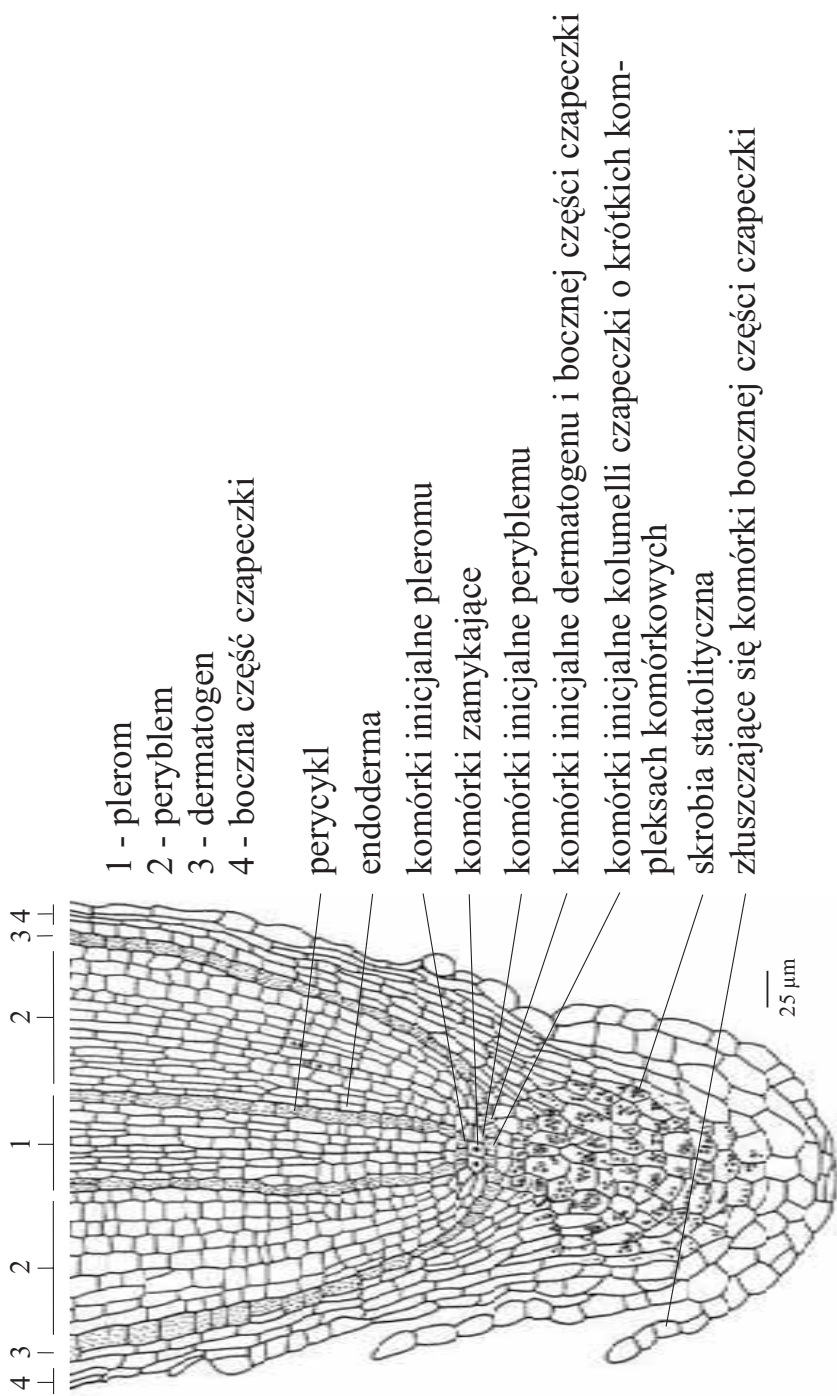 4 3 2 1 2 3 4
1 - plerom
2 - peryblem
3 - dermatogen
4 - boczna część czapeczki
perycykl
endoderma
komórki inicjalne pleromu
komórki zamykające
komórki inicjalne peryblemu
komórki inicjalne dermatogenu i bocznej części czapeczki
komórki inicjalne kolumelli czapeczki o krótkich kom-
pleksach komórkowych
skrobia statolityczna
złuszczające się komórki bocznej części czapeczki
25 µm